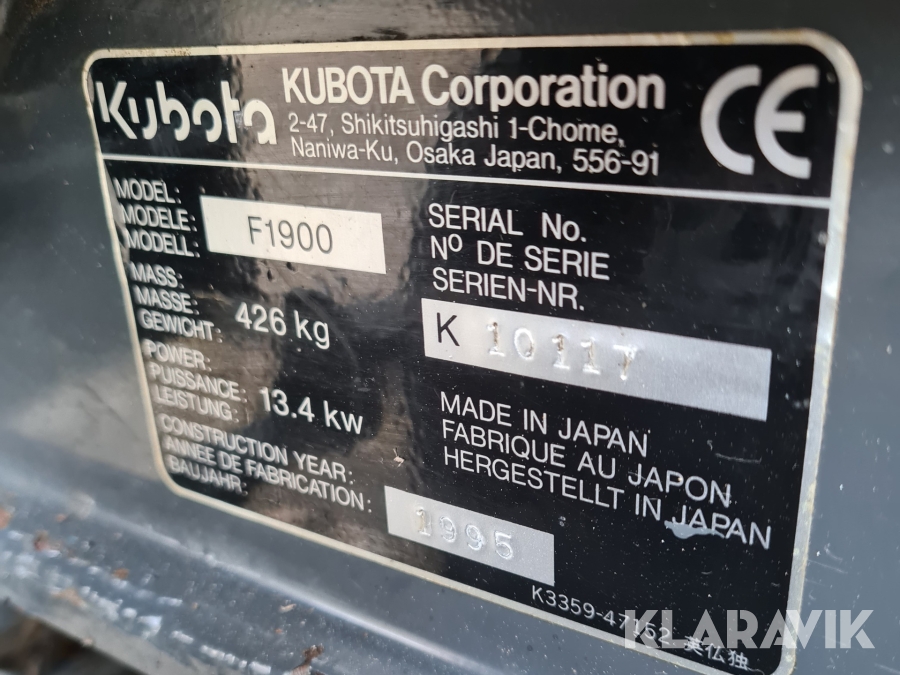 Kubota
KUBOTA Corporation
2-47, Shikitsuhigashi 1-Chome,
Naniwa-Ku, Osaka Japan, 556-91
CE
MODEL:
MODELE:
MODELL:
F1900
MASS:
MASSE:
GEWICHT:
426 kg
POWER:
PUISSANCE:
LEISTUNG:
13.4 kw
CONSTRUCTION YEAR:
ANNEE DE FABRICATION:
BAUJAHR:
1995
SERIAL No.
Nº DE SERIE
SERIEN-NR.
K 10117
MADE IN JAPAN
FABRIQUE AU JAPON
HERGESTELLT IN JAPAN
英仏独
KLARAVIK